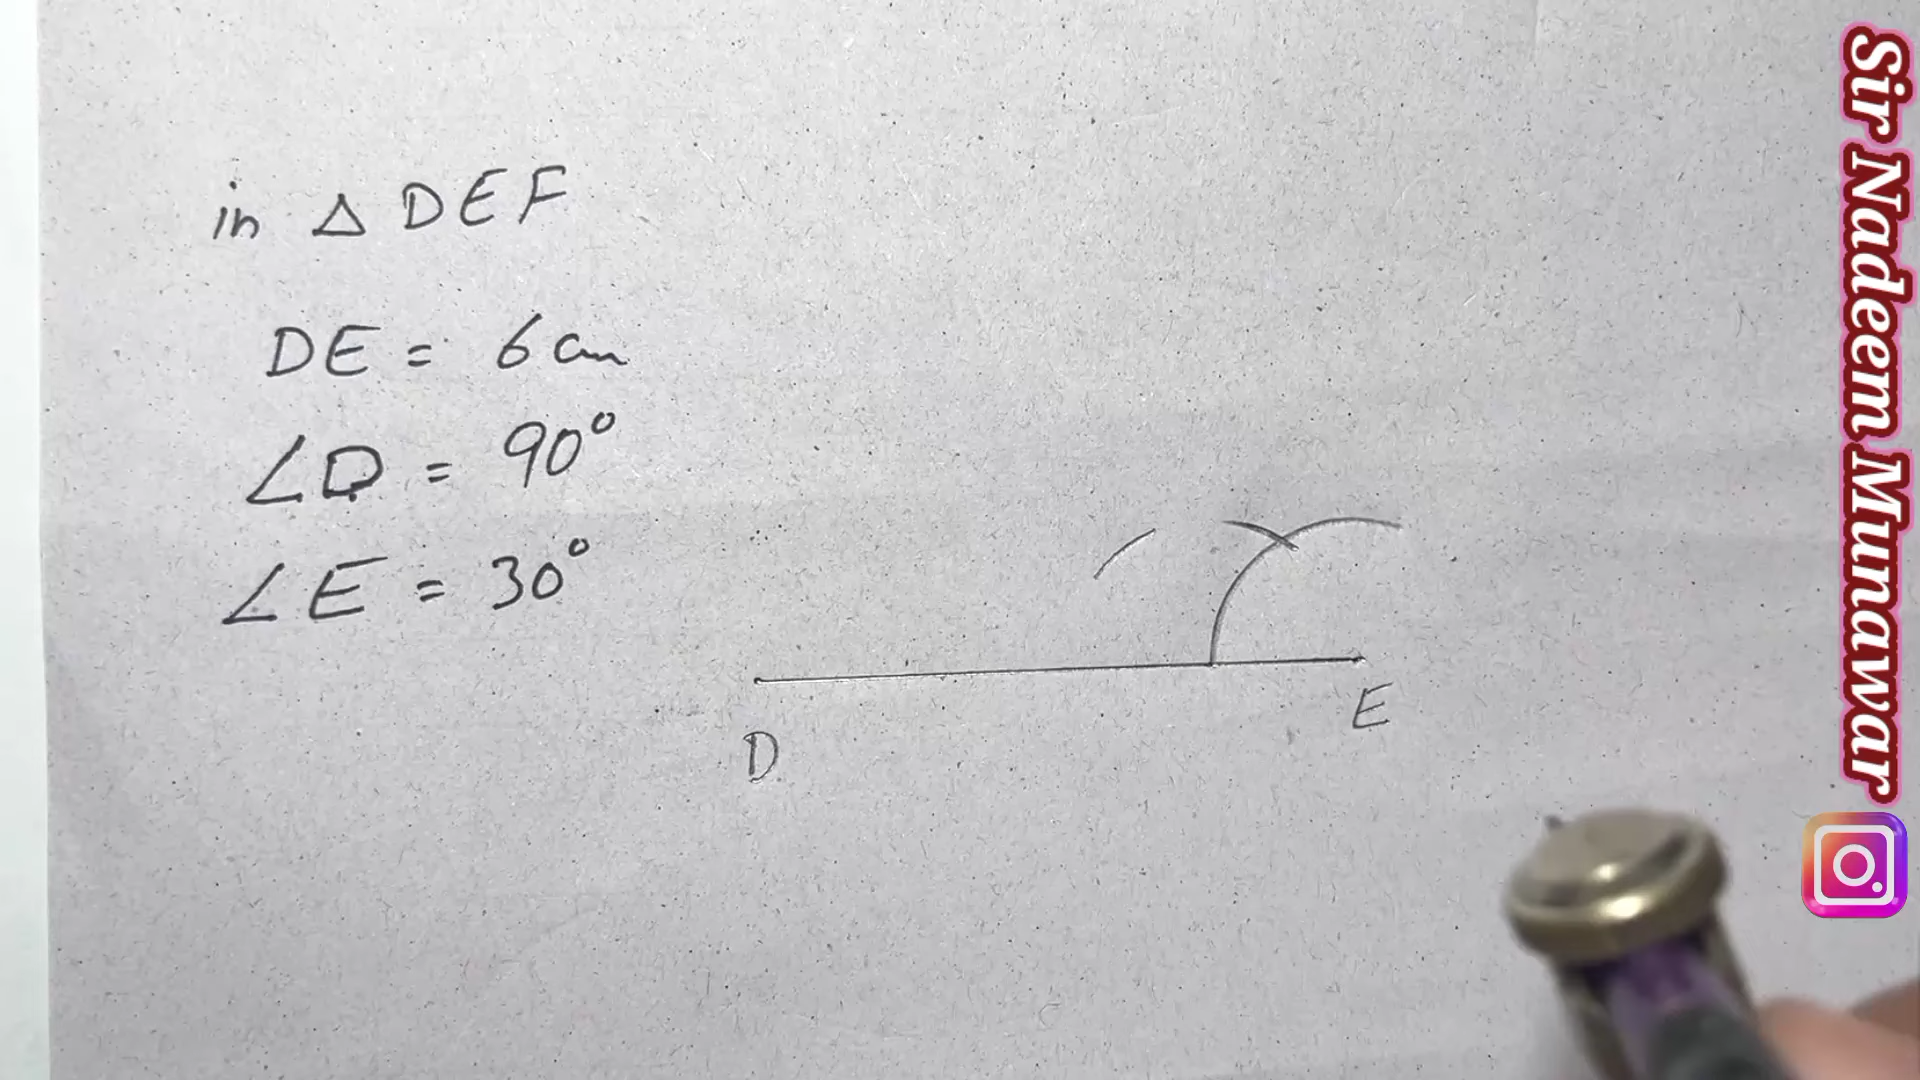 in △ DEF
DE = 6 cm
∠D = 90°
∠E = 30°
D
E
Sir Nadeem Munawar